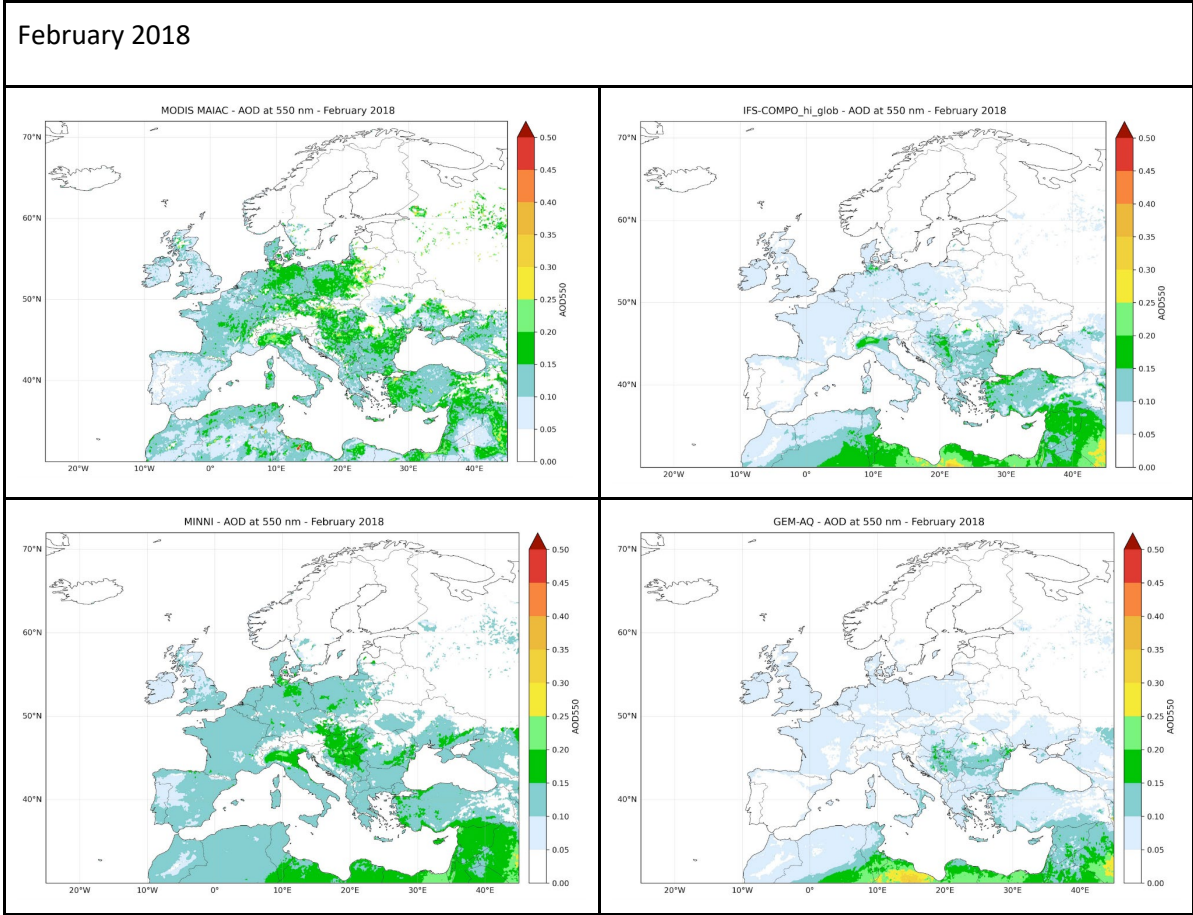 February 2018
MODIS MAIAC - AOD at 550 nm - February 2018
70°N
60°N
50°N
40°N
20°W
10°W
0°
10°E
20°E
30°E
40°E
0.50
0.45
0.40
0.35
0.30
0.25
0.20
0.15
0.10
0.05
0.00
AOD550
IFS-COMPO_hi_glob - AOD at 550 nm - February 2018
70°N
60°N
50°N
40°N
20°W
10°W
0°
10°E
20°E
30°E
40°E
0.50
0.45
0.40
0.35
0.30
0.25
0.20
0.15
0.10
0.05
0.00
AOD550
MINNI - AOD at 550 nm - February 2018
70°N
60°N
50°N
40°N
20°W
10°W
0°
10°E
20°E
30°E
40°E
0.50
0.45
0.40
0.35
0.30
0.25
0.20
0.15
0.10
0.05
0.00
AOD550
GEM-AQ - AOD at 550 nm - February 2018
70°N
60°N
50°N
40°N
20°W
10°W
0°
10°E
20°E
30°E
40°E
0.50
0.45
0.40
0.35
0.30
0.25
0.20
0.15
0.10
0.05
0.00
AOD550